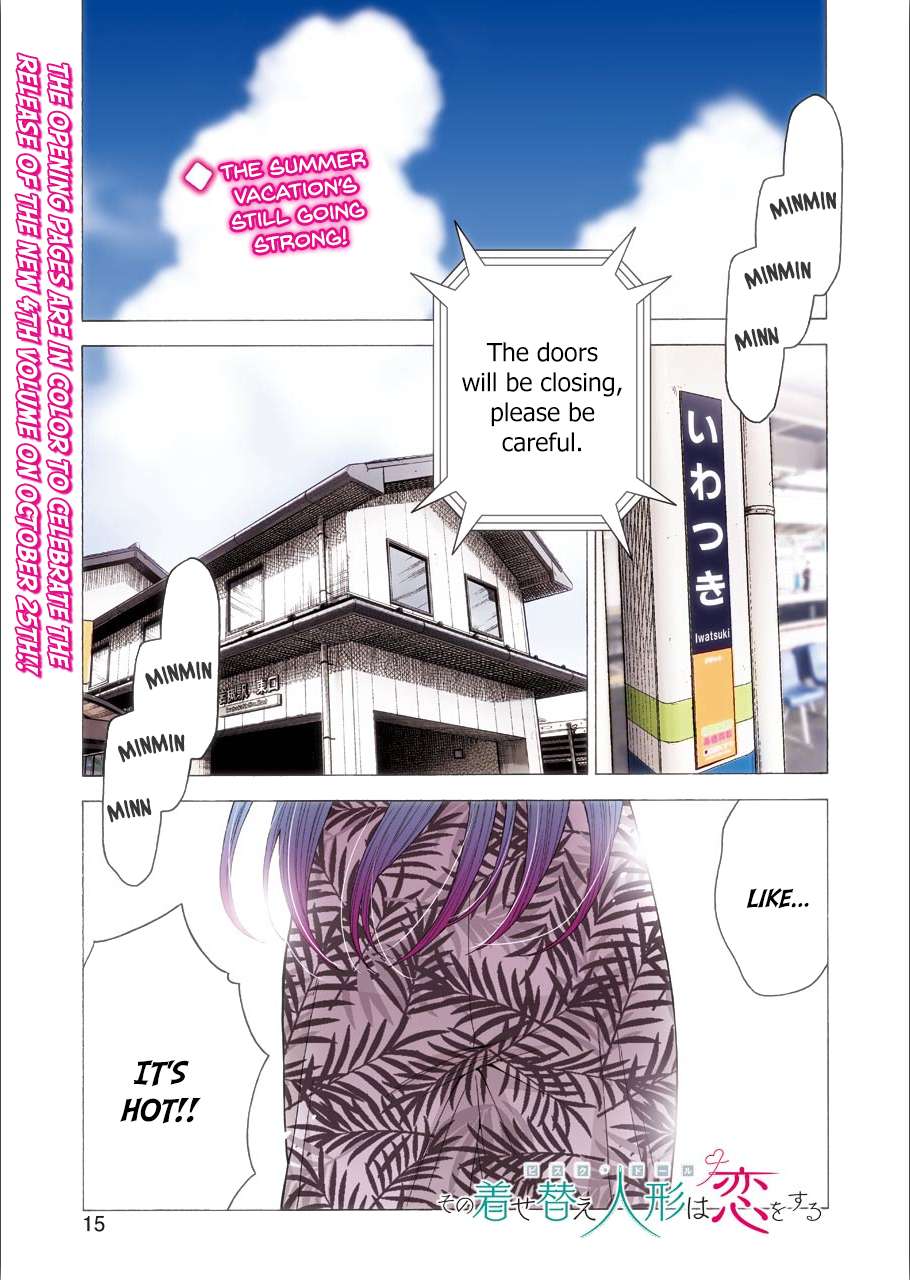 THE OPENING PAGES ARE IN COLOR TO CELEBRATE THE
RELEASE OF THE NEW 4TH VOLUME ON OCTOBER 25TH!!
THE SUMMER
VACATION'S
STILL GOING
STRONG!
MINMIN
MINMIN
MINN
The doors
will be closing,
please be
careful.
いわつき
Iwatsuki
東口
MINMIN
MINMIN
MINN
LIKE...
IT'S
HOT!!
ビスク・ドール
その着せ替え人形は恋をする
15